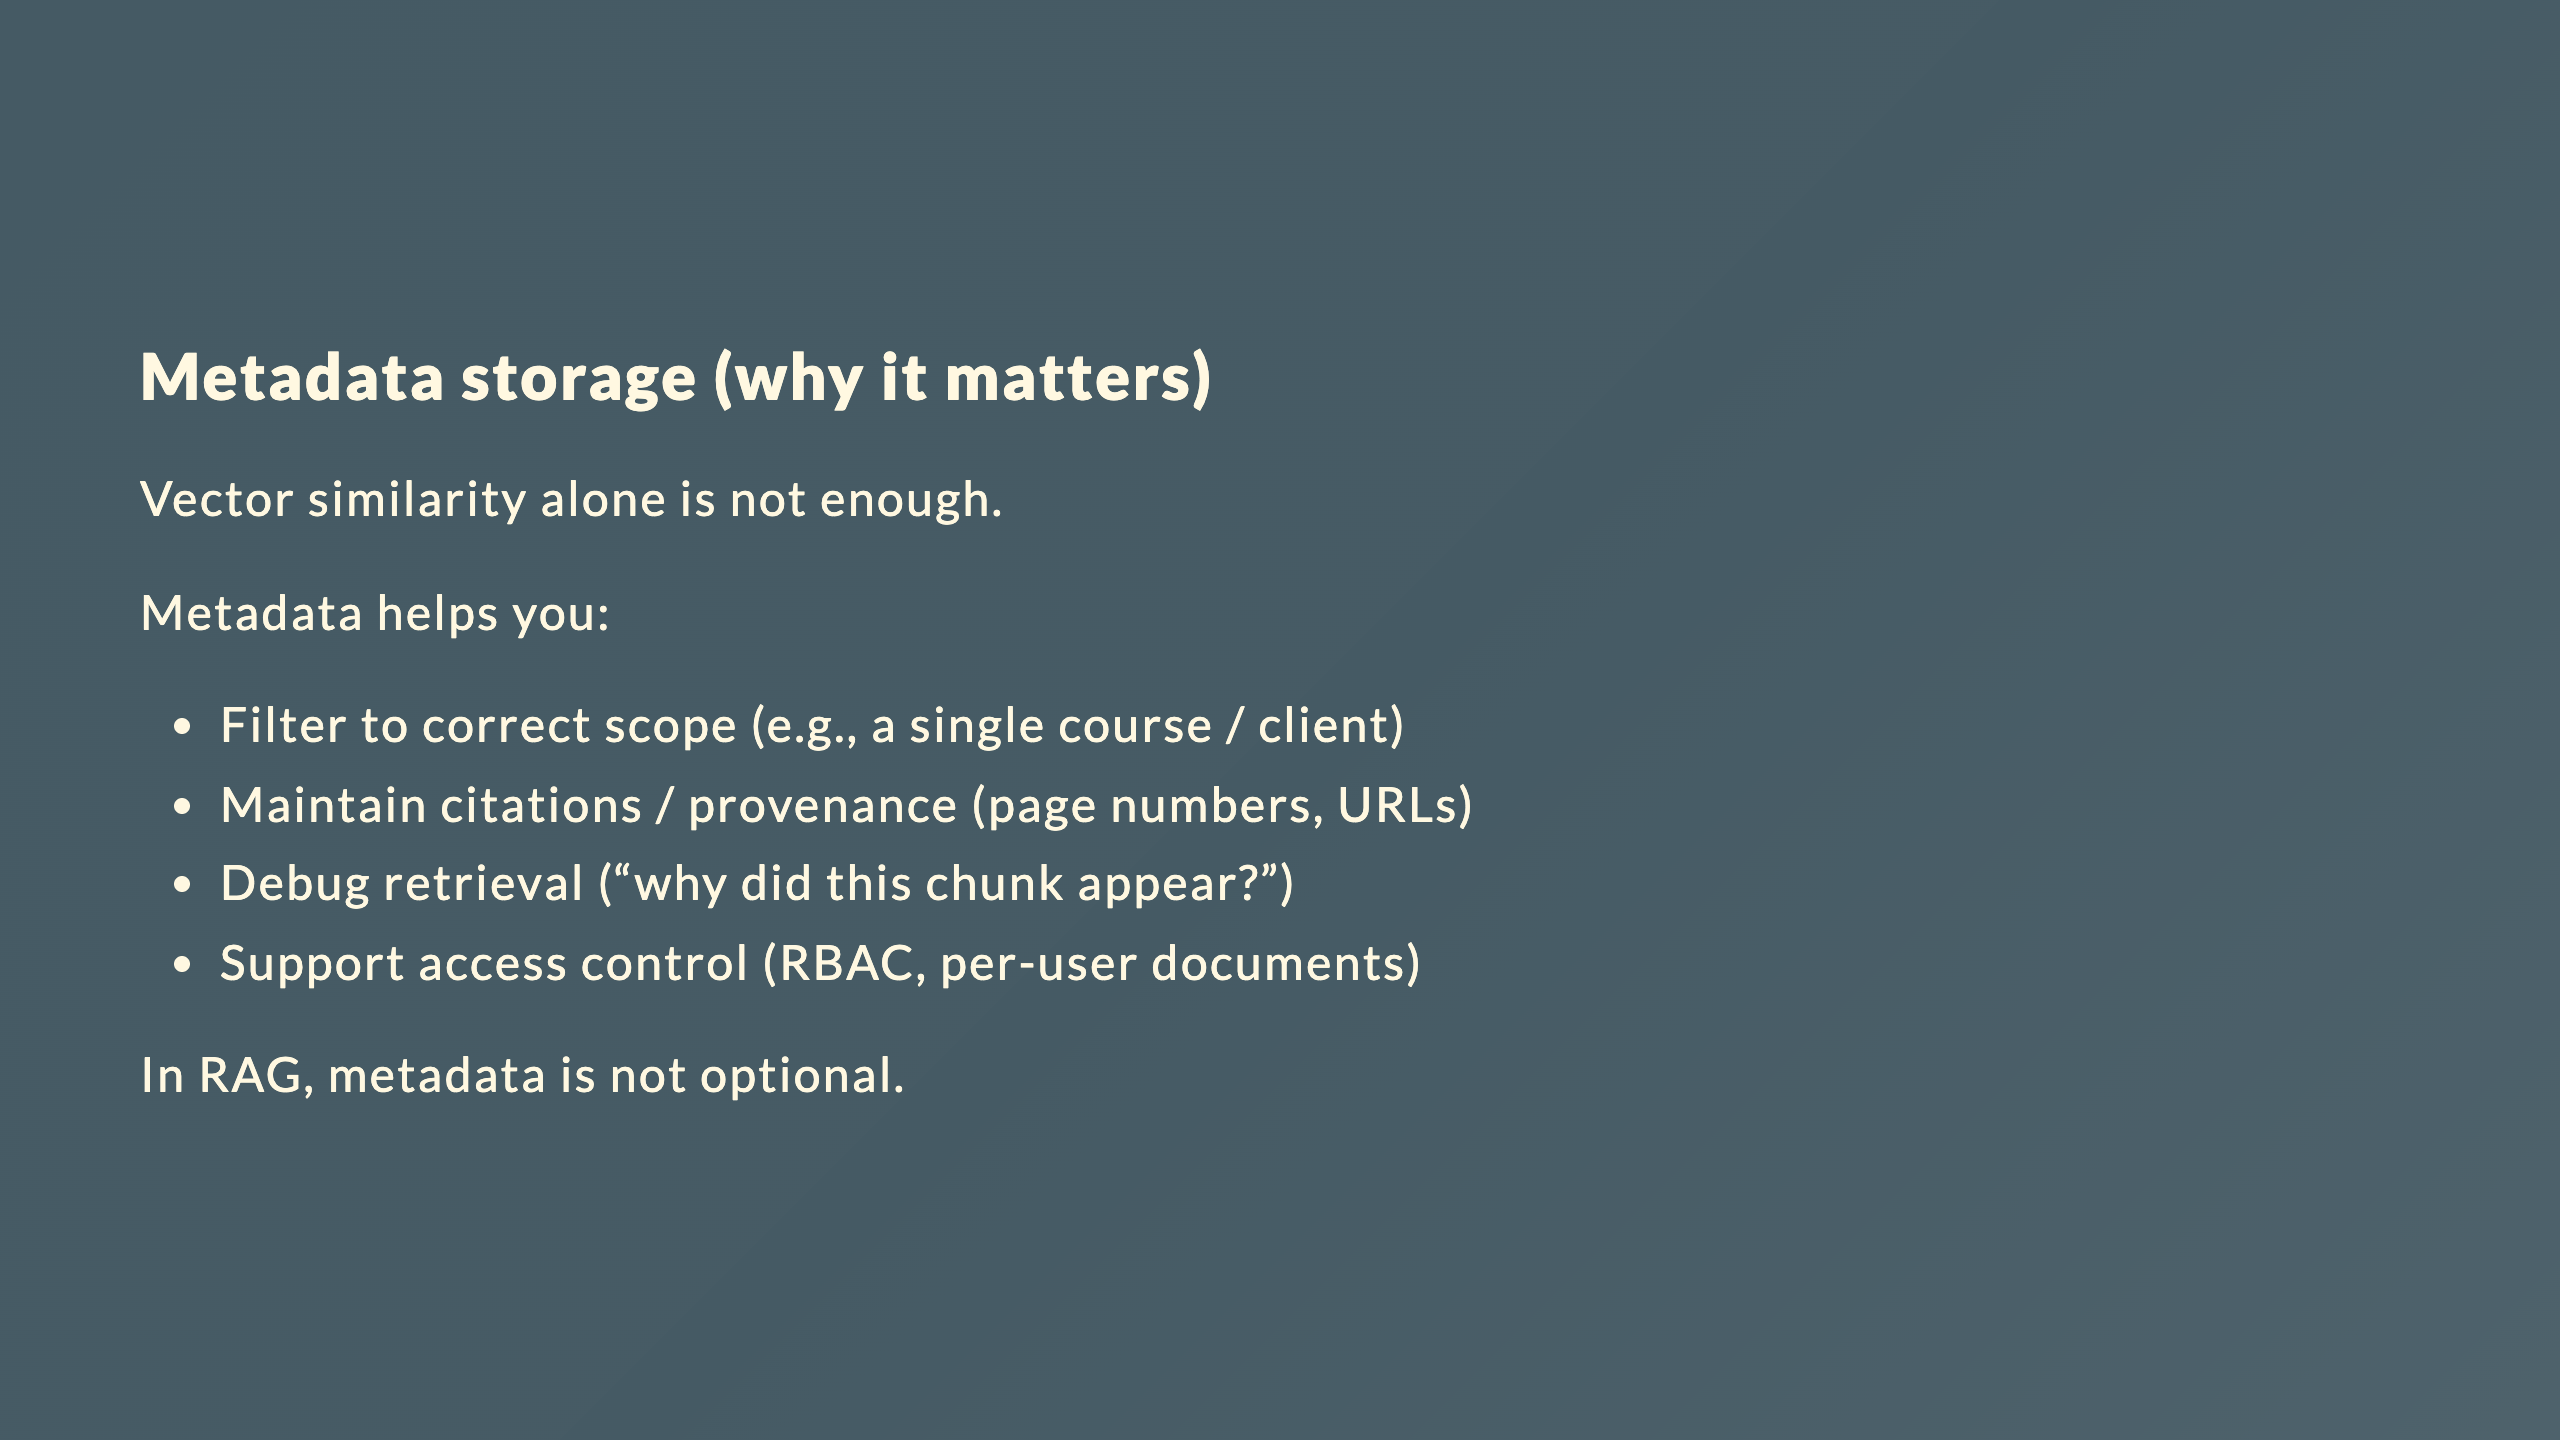 Metadata storage (why it matters)
Vector similarity alone is not enough.
Metadata helps you:
• Filter to correct scope (e.g., a single course / client)
• Maintain citations / provenance (page numbers, URLs)
• Debug retrieval (“why did this chunk appear?”)
• Support access control (RBAC, per-user documents)
In RAG, metadata is not optional.